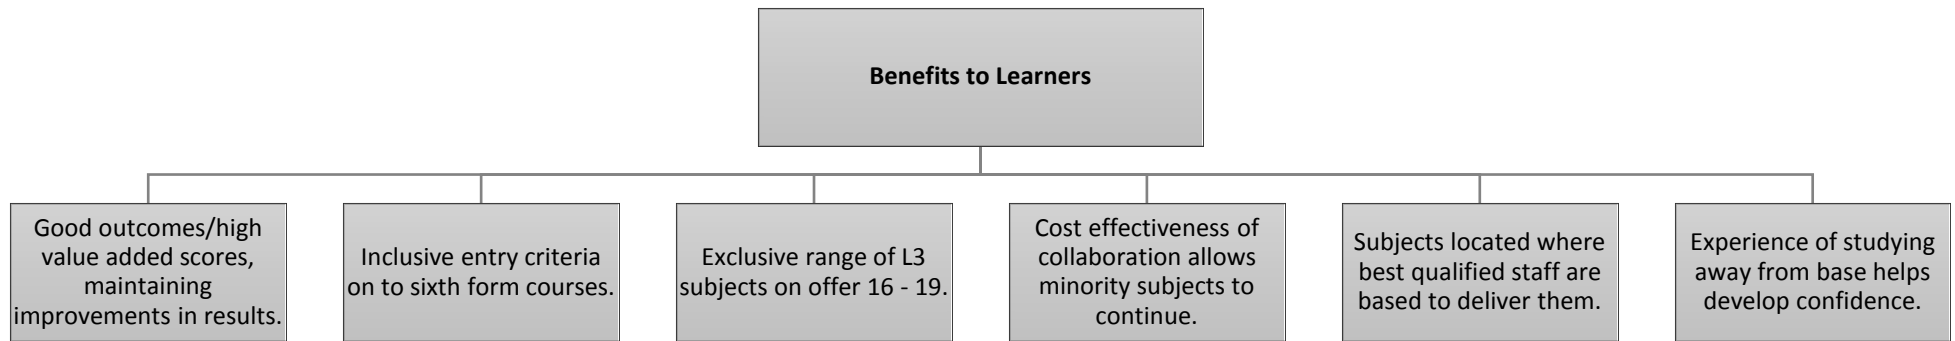 Benefits to Learners
Good outcomes/high
value added scores,
maintaining
improvements in results.
Inclusive entry criteria
on to sixth form courses.
Exclusive range of L3
subjects on offer 16 - 19.
Cost effectiveness of
collaboration allows
minority subjects to
continue.
Subjects located where
best qualified staff are
based to deliver them.
Experience of studying
away from base helps
develop confidence.